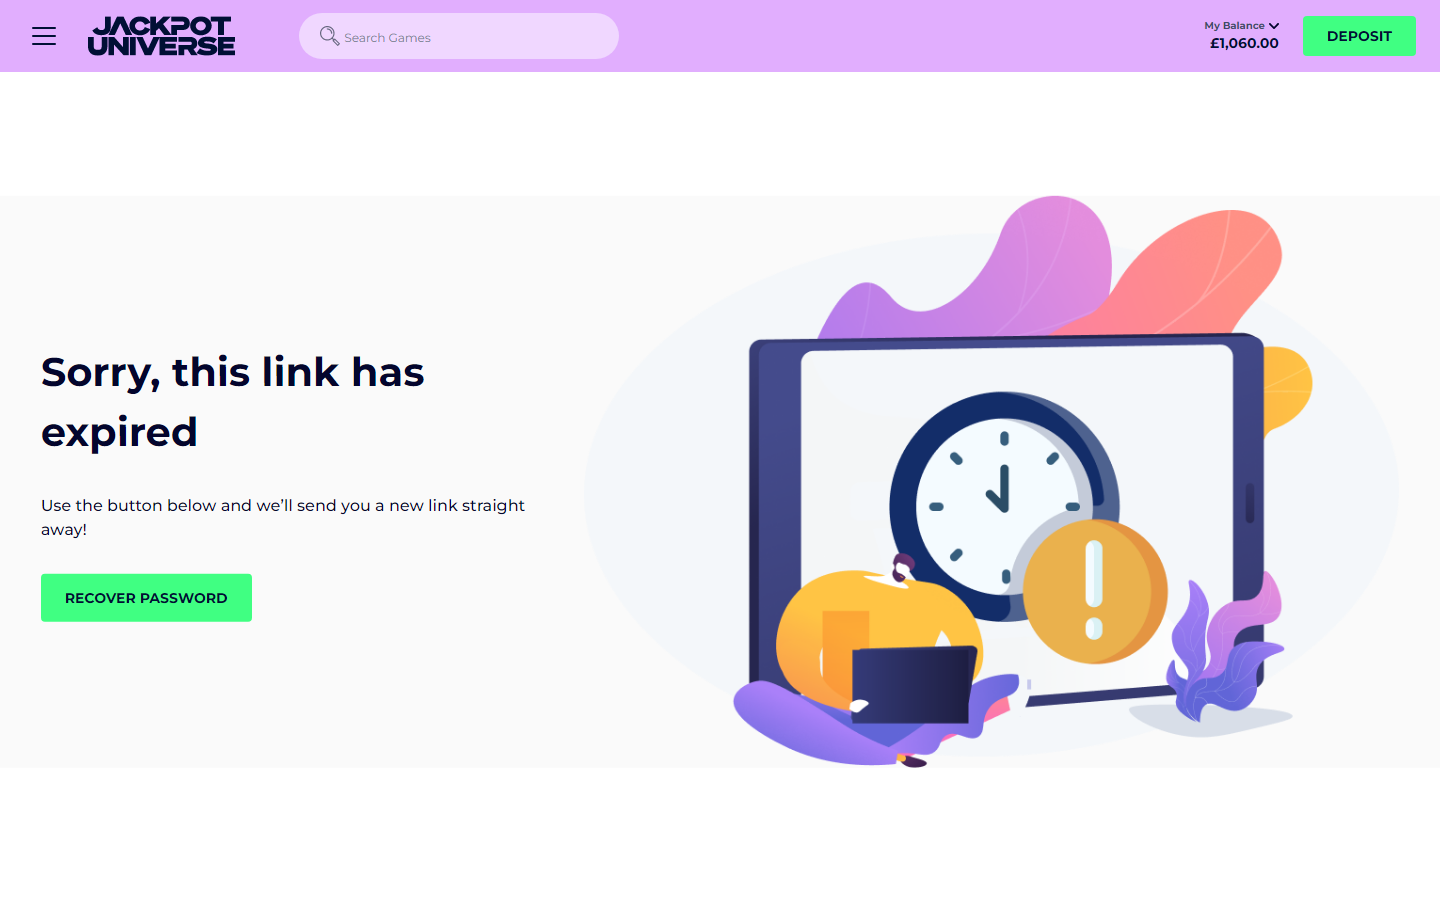 JACKPOT
UNIVERSE
Search Games
My Balance
£1,060.00
DEPOSIT
Sorry, this link has
expired
Use the button below and we’ll send you a new link straight
away!
RECOVER PASSWORD